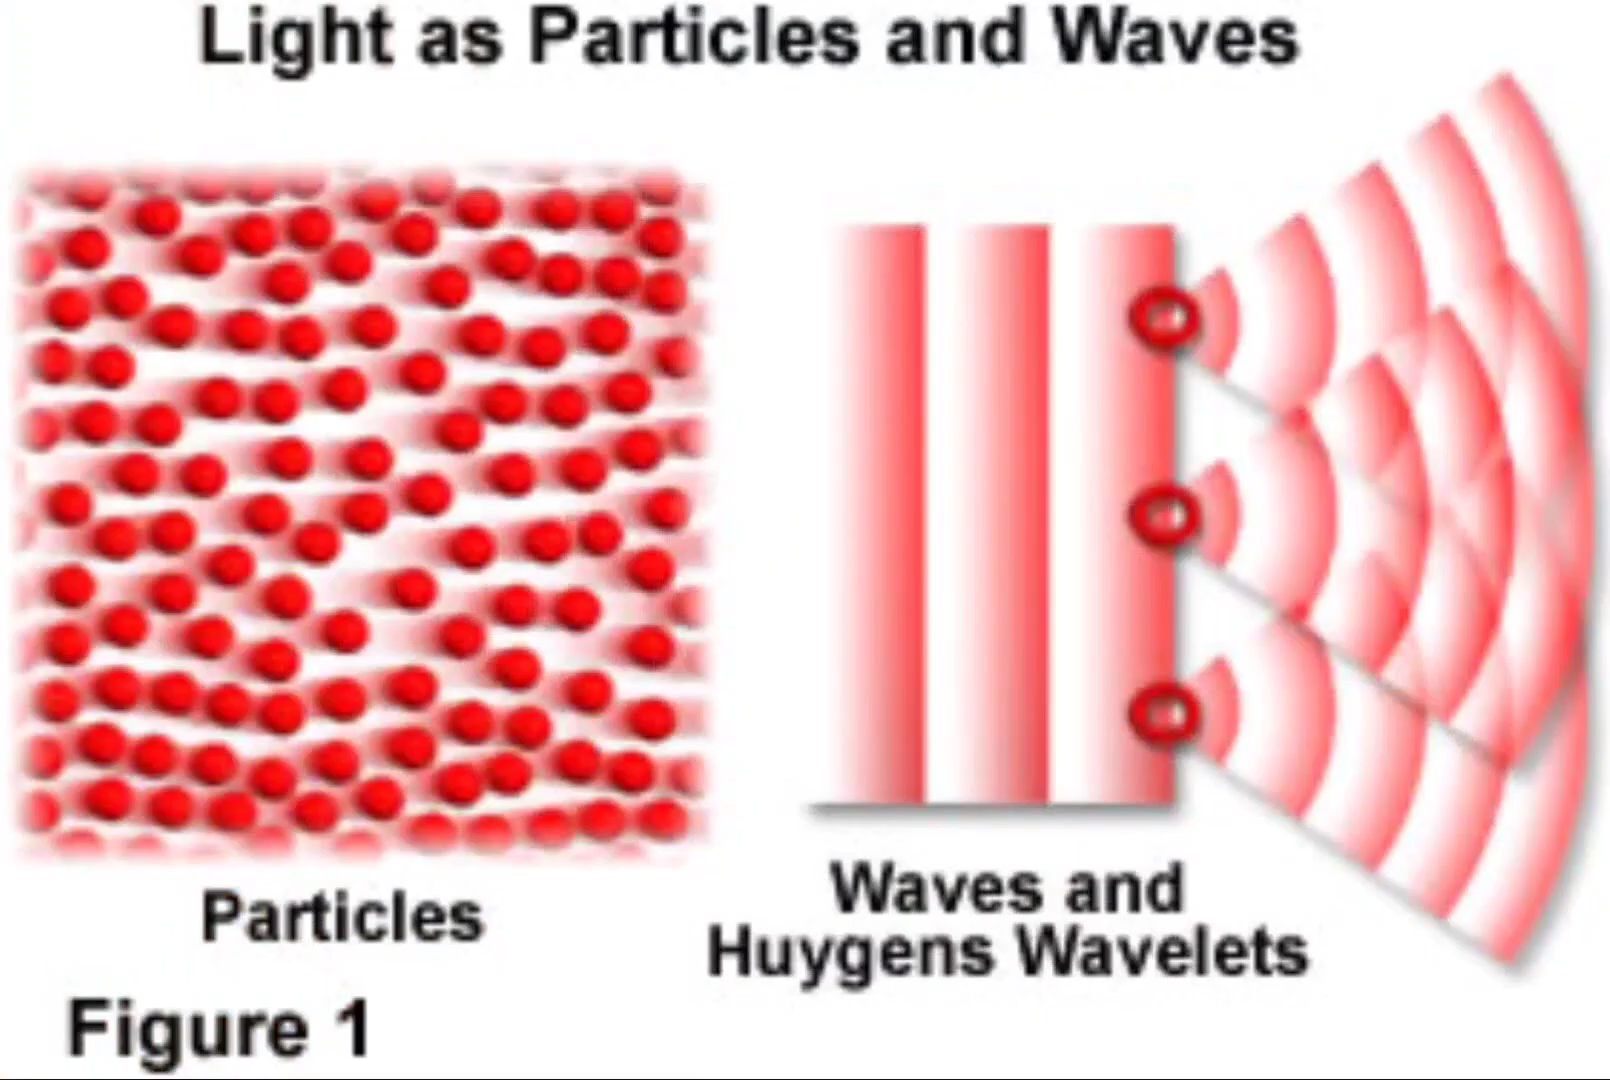 Light as Particles and Waves
Particles
Waves and
Huygens Wavelets
Figure 1